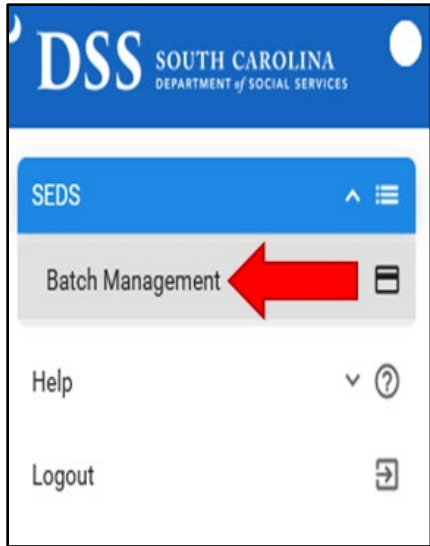 DSS SOUTH CAROLINA
DEPARTMENT of SOCIAL SERVICES
SEDS
Batch Management
Help
Logout